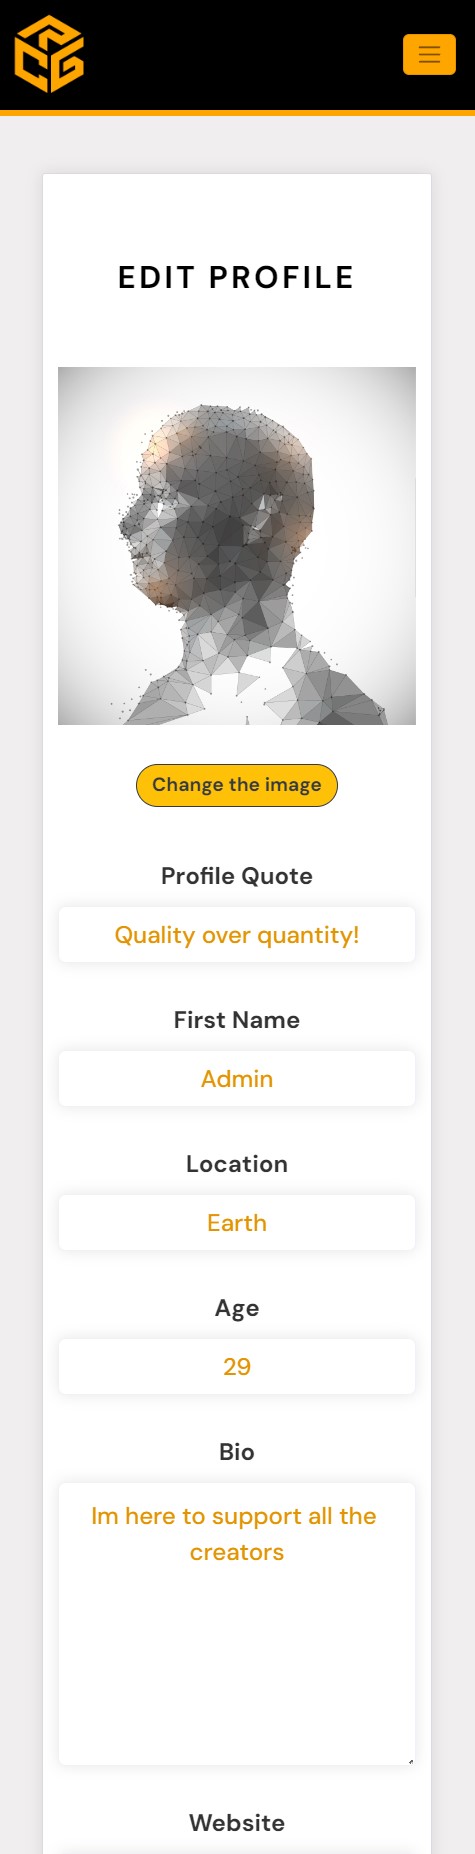 EDIT PROFILE
Change the image
Profile Quote
Quality over quantity!
First Name
Admin
Location
Earth
Age
29
Bio
Im here to support all the
creators
Website